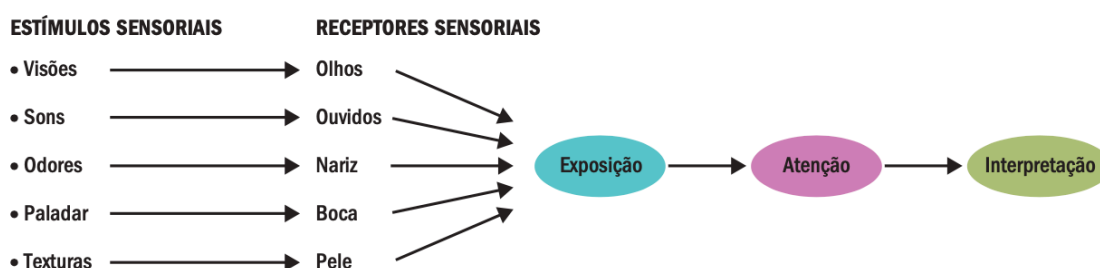 ESTÍMULOS SENSORIAIS RECEPTORES SENSORIAIS
• Visões Olhos
• Sons Ouvidos
• Odores Nariz Exposição Atenção Interpretação
• Paladar Boca
• Texturas Pele